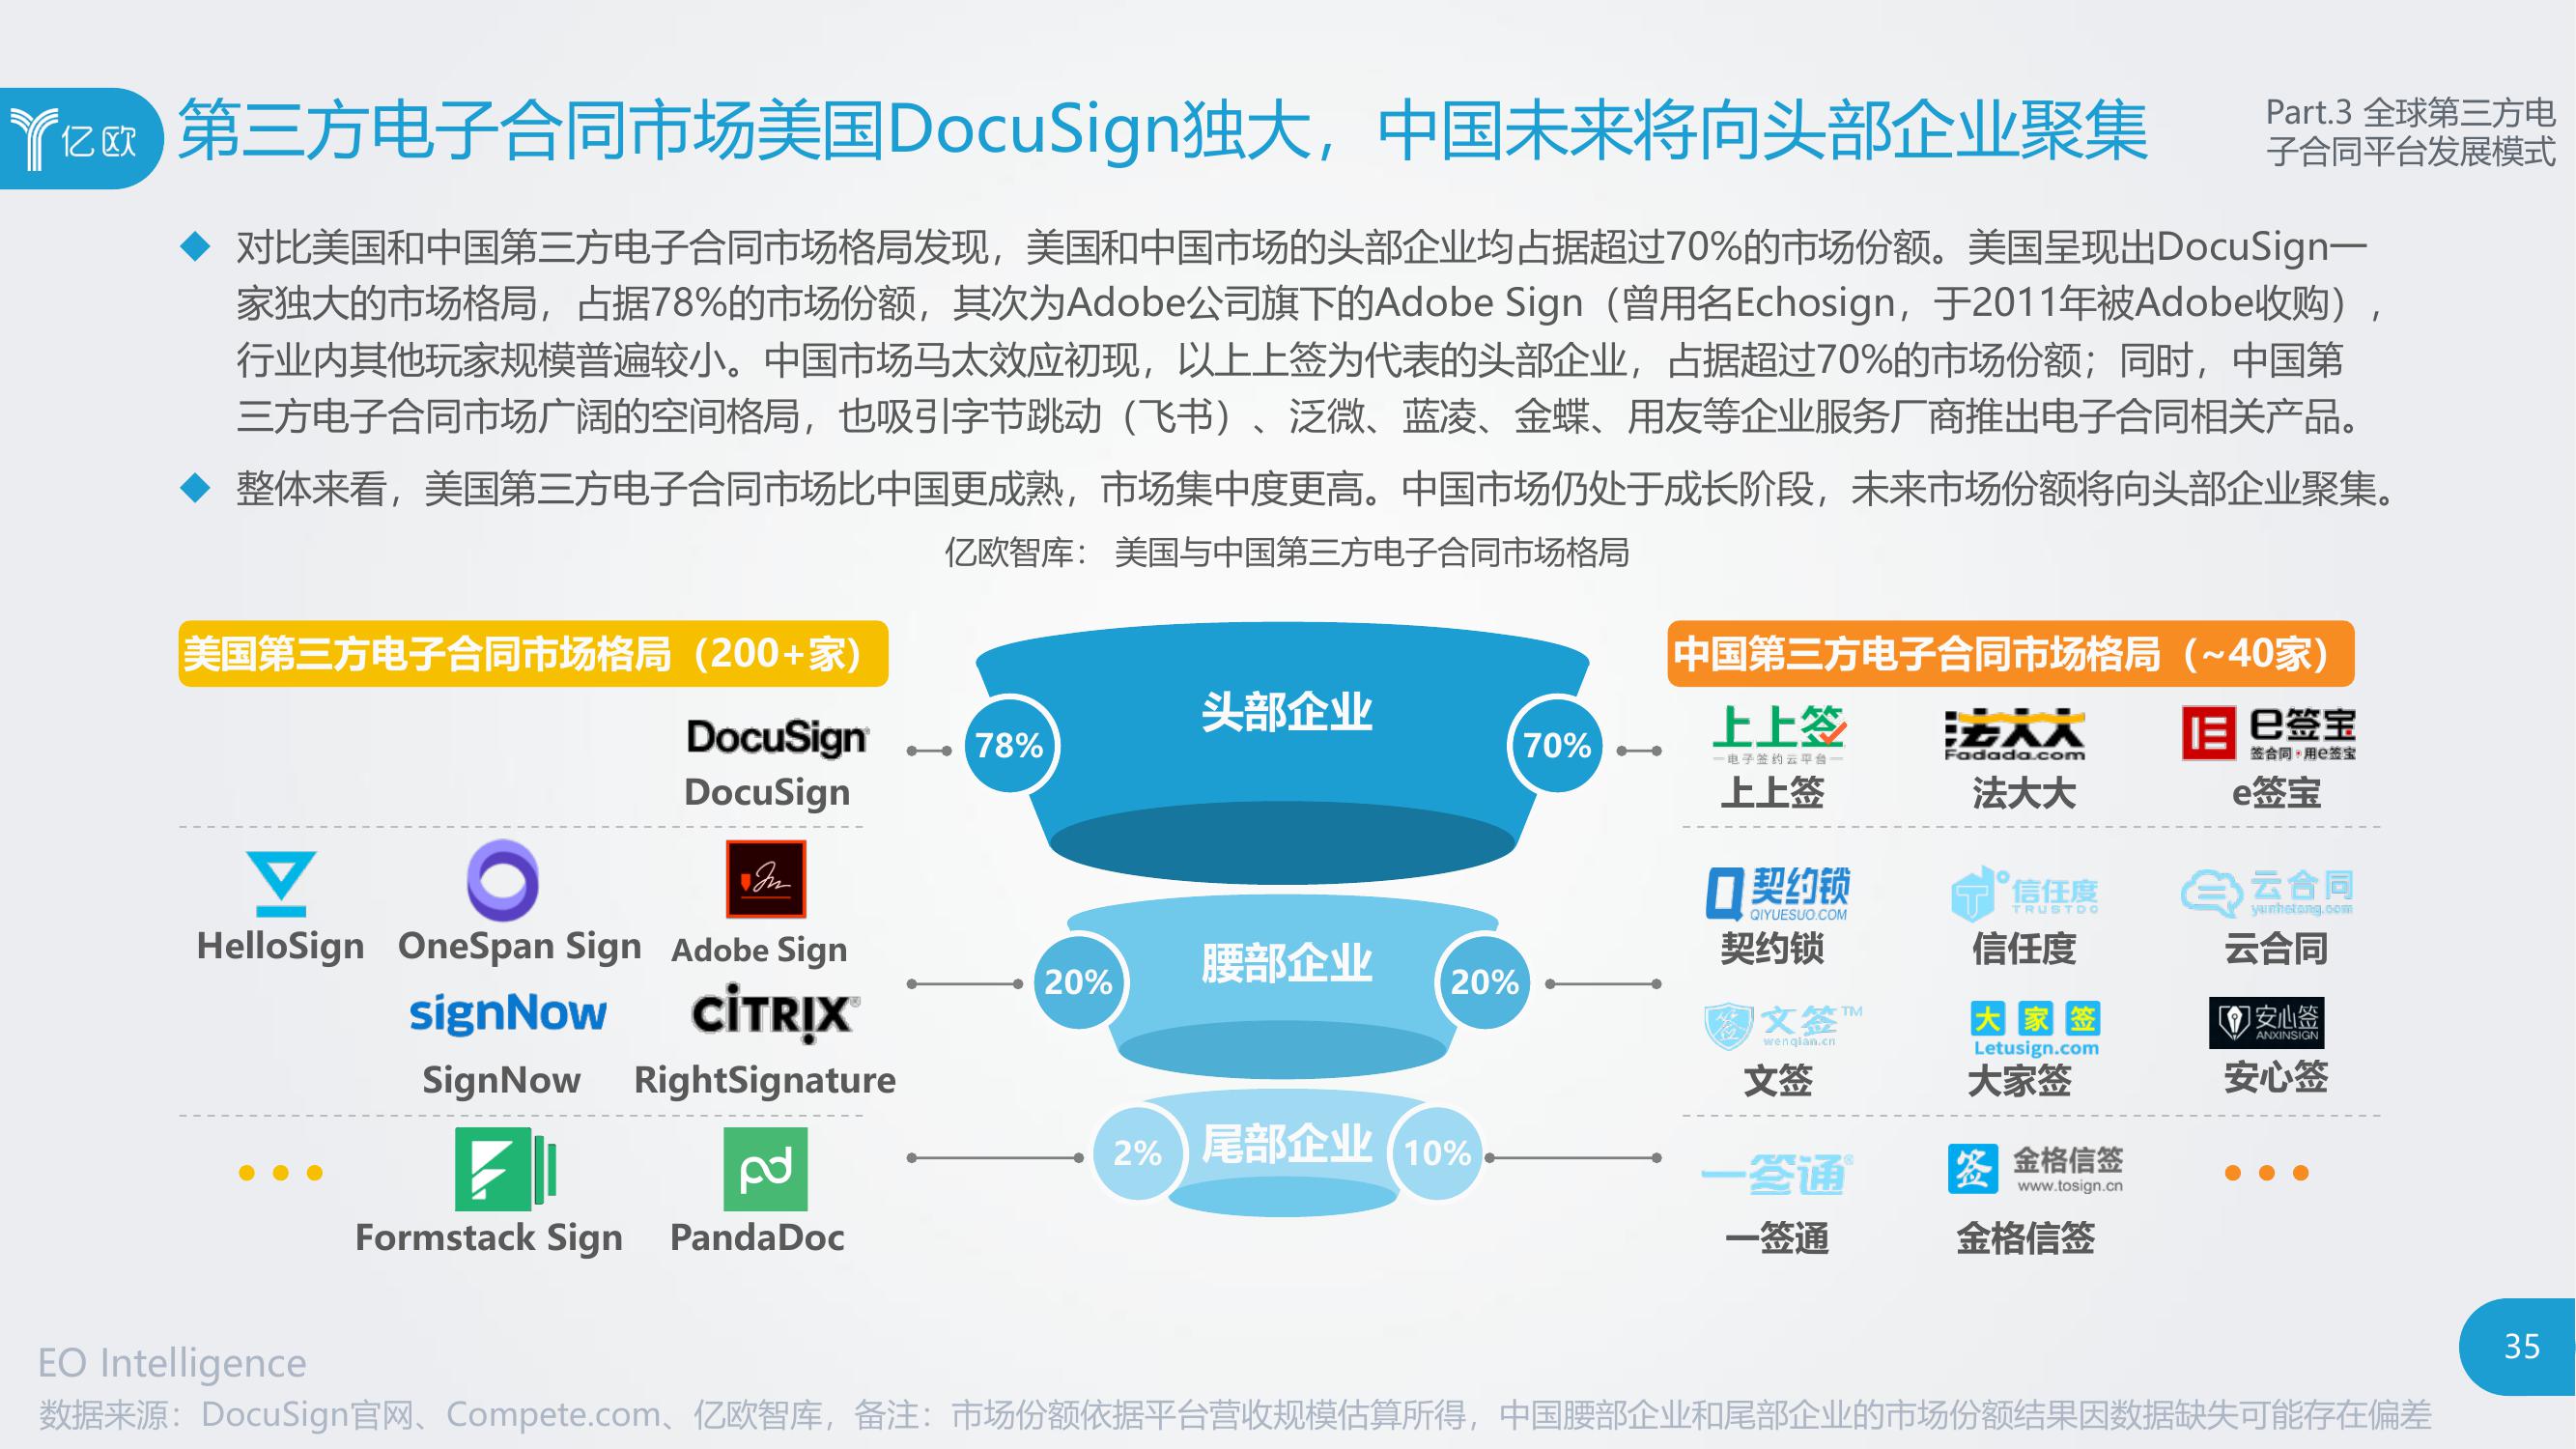 亿欧
第三方电子合同市场美国DocuSign独大，中国未来将向头部企业聚集
Part.3 全球第三方电
子合同平台发展模式
对比美国和中国第三方电子合同市场格局发现，美国和中国市场的头部企业均占据超过70%的市场份额。美国呈现出DocuSign一
家独大的市场格局，占据78%的市场份额，其次为Adobe公司旗下的Adobe Sign（曾用名Echosign，于2011年被Adobe收购），
行业内其他玩家规模普遍较小。中国市场马太效应初现，以上上签为代表的头部企业，占据超过70%的市场份额；同时，中国第
三方电子合同市场广阔的空间格局，也吸引字节跳动（飞书）、泛微、蓝凌、金蝶、用友等企业服务厂商推出电子合同相关产品。
整体来看，美国第三方电子合同市场比中国更成熟，市场集中度更高。中国市场仍处于成长阶段，未来市场份额将向头部企业聚集。
亿欧智库： 美国与中国第三方电子合同市场格局
美国第三方电子合同市场格局（200+家）
DocuSign
DocuSign
HelloSign OneSpan Sign Adobe Sign
signNow CiTRIX®
SignNow RightSignature
Formstack Sign PandaDoc
pd
头部企业
78% 70%
腰部企业
20% 20%
尾部企业
2% 10%
中国第三方电子合同市场格局（~40家）
上上签 法大大 e签宝
电子签约云平台 Fadada.com 签合同·用e签宝
上上签 法大大 e签宝
契约锁 信任度 云合同
QIYUESUO.COM TRUSTDO yunhetong.com
契约锁 信任度 云合同
签 文签™ 大家签 安心签
wenqian.cn Letusign.com ANXINSIGN
文签 大家签 安心签
一签通® 签 金格信签
www.tosign.cn
一签通 金格信签
35
EO Intelligence
数据来源：DocuSign官网、Compete.com、亿欧智库，备注：市场份额依据平台营收规模估算所得，中国腰部企业和尾部企业的市场份额结果因数据缺失可能存在偏差